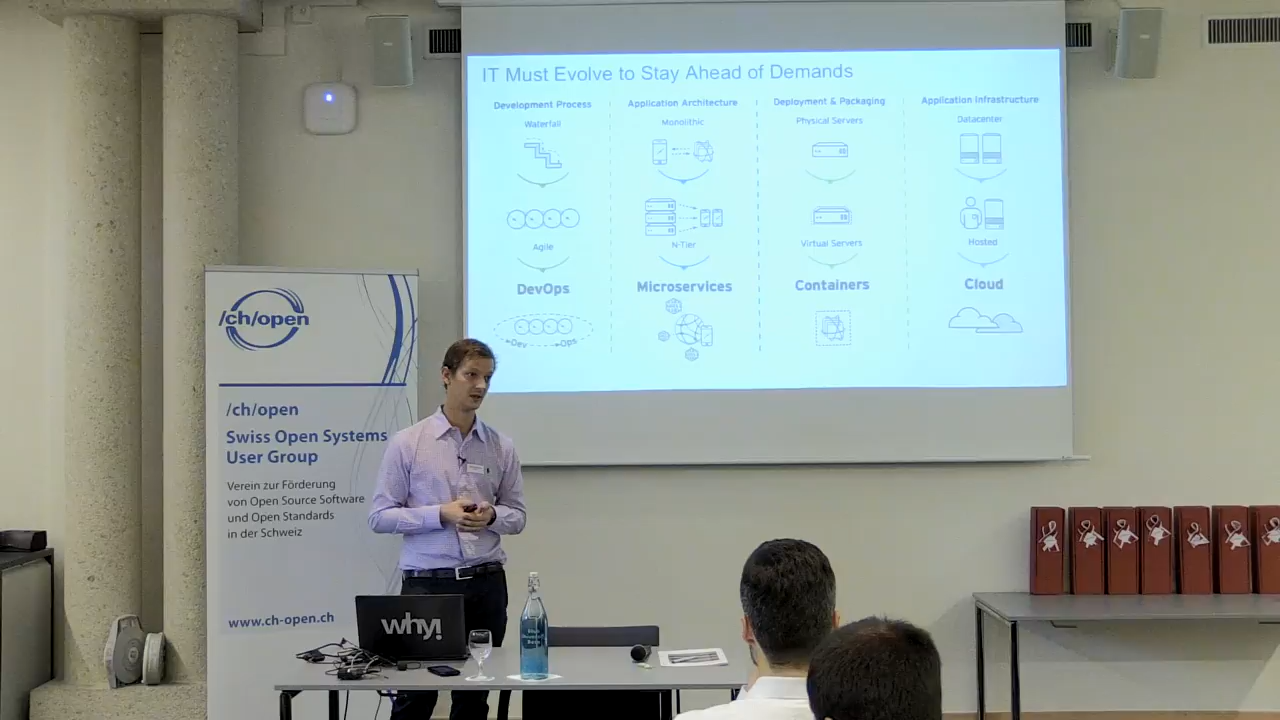 IT Must Evolve to Stay Ahead of Demands
Development Process
Waterfall
Agile
DevOps
Dev
Ops
Application Architecture
Monolithic
N-Tier
Microservices
Deployment & Packaging
Physical Servers
Virtual Servers
Containers
Application Infrastructure
Datacenter
Hosted
Cloud
/ch/open
/ch/open
Swiss Open Systems
User Group
Verein zur Förderung
von Open Source Software
und Open Standards
in der Schweiz
www.ch-open.ch
why!